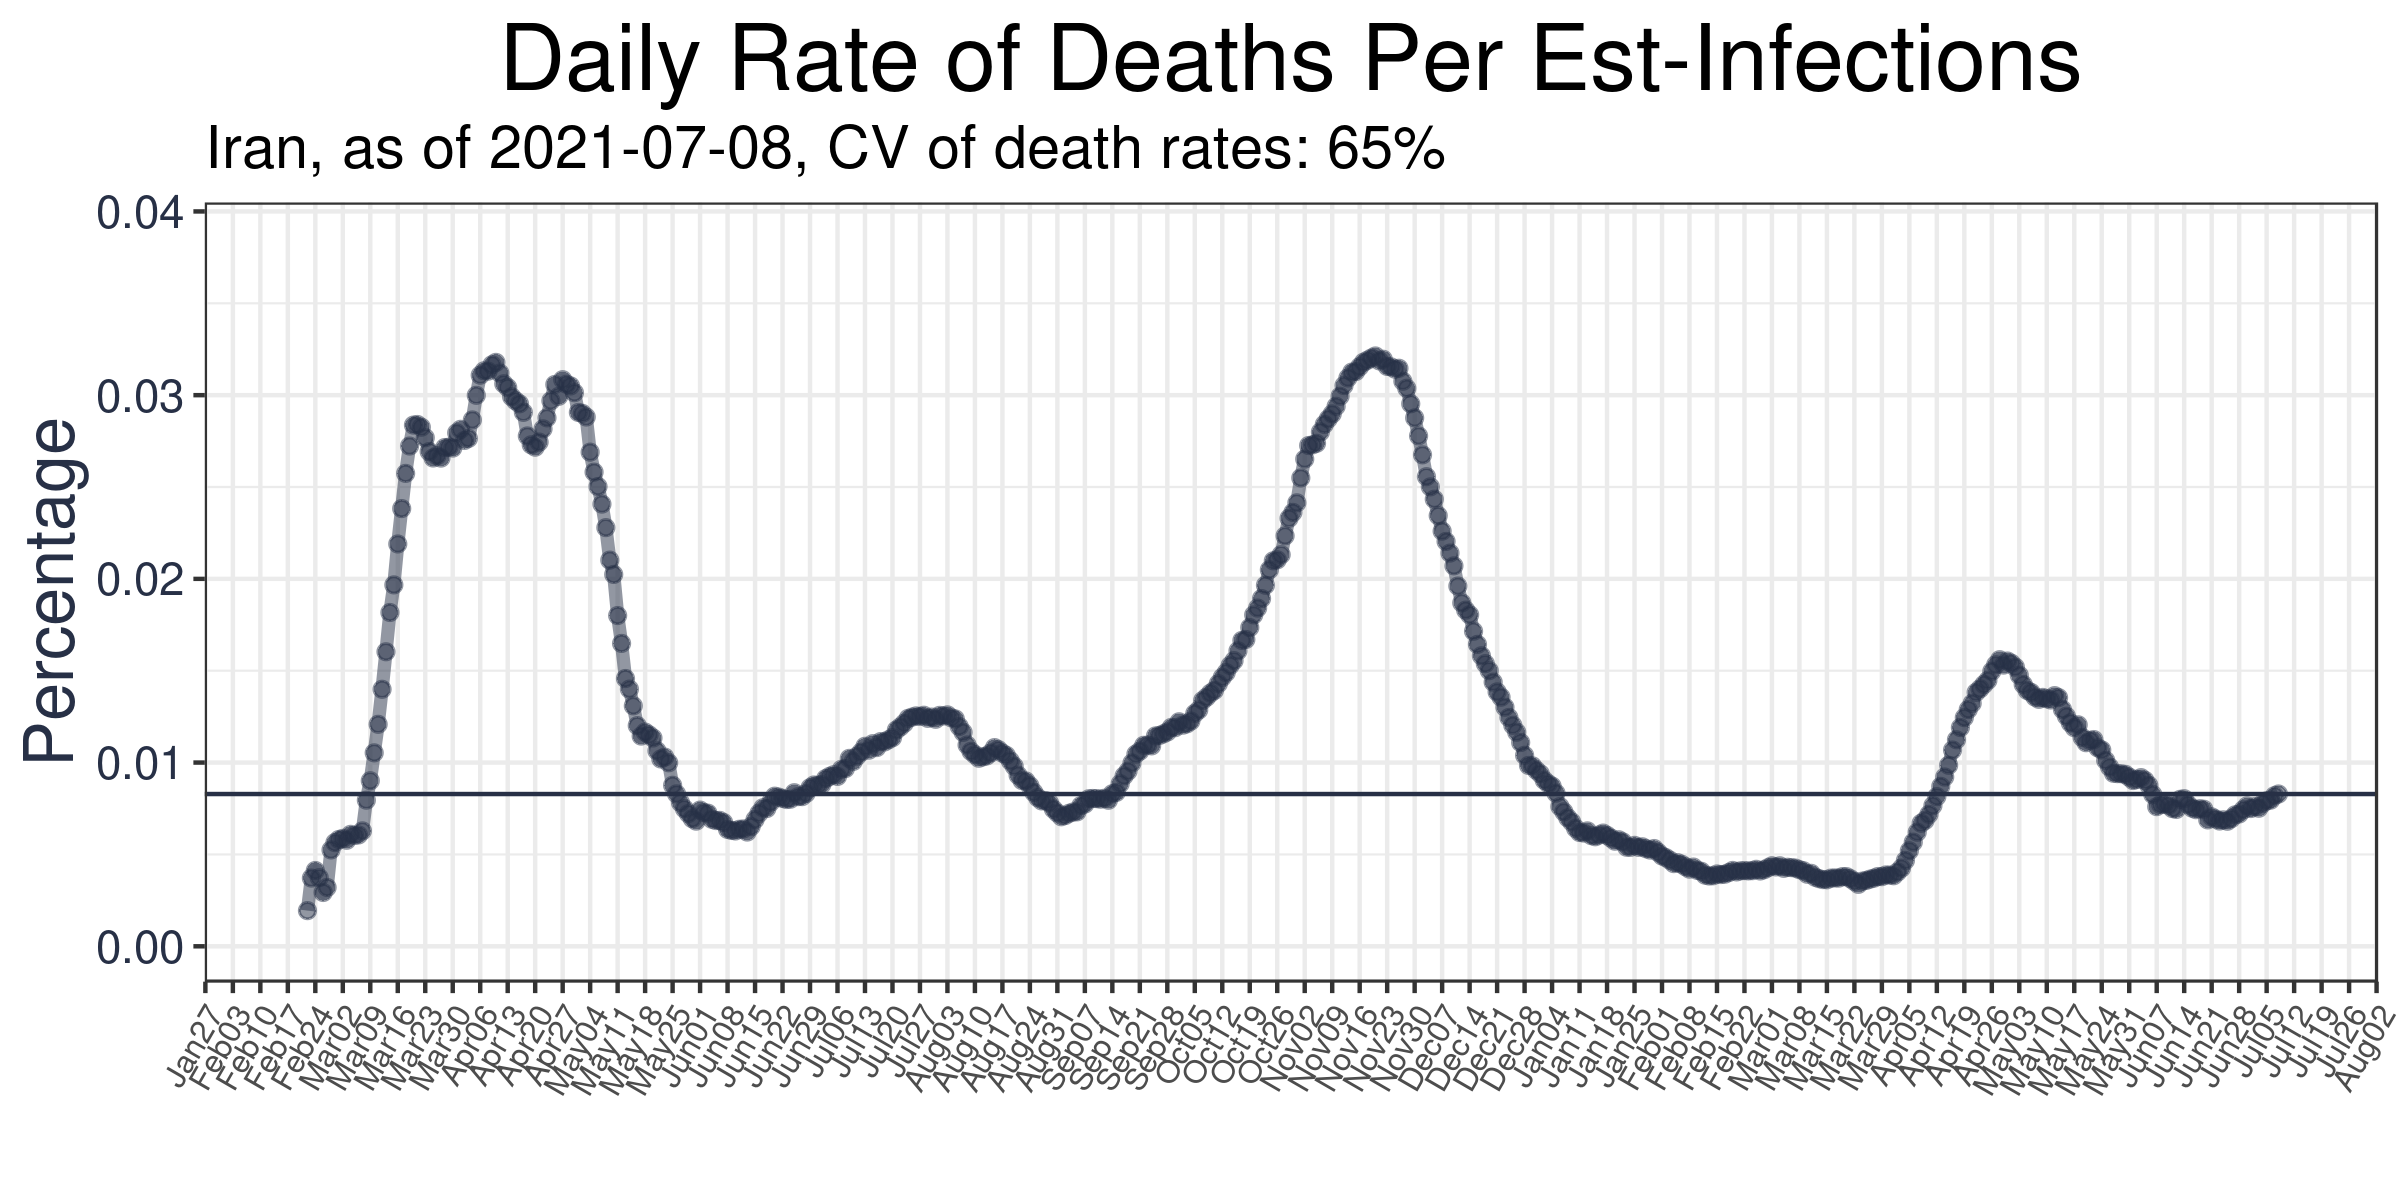 Daily Rate of Deaths Per Est-Infections
Iran, as of 2021-07-08, CV of death rates: 65%
Percentage
0.04
0.03
0.02
0.01
0.00
Jan27
Feb03
Feb10
Feb17
Feb24
Mar02
Mar09
Mar16
Mar23
Mar30
Apr06
Apr13
Apr20
Apr27
May04
May11
May18
May25
Jun01
Jun08
Jun15
Jun22
Jun29
Jul06
Jul13
Jul20
Jul27
Aug03
Aug10
Aug17
Aug24
Aug31
Sep07
Sep14
Sep21
Sep28
Oct05
Oct12
Oct19
Oct26
Nov02
Nov09
Nov16
Nov23
Nov30
Dec07
Dec14
Dec21
Dec28
Jan04
Jan11
Jan18
Jan25
Feb01
Feb08
Feb15
Feb22
Mar01
Mar08
Mar15
Mar22
Mar29
Apr05
Apr12
Apr19
Apr26
May03
May10
May17
May24
May31
Jun07
Jun14
Jun21
Jun28
Jul05
Jul12
Jul19
Jul26
Aug02